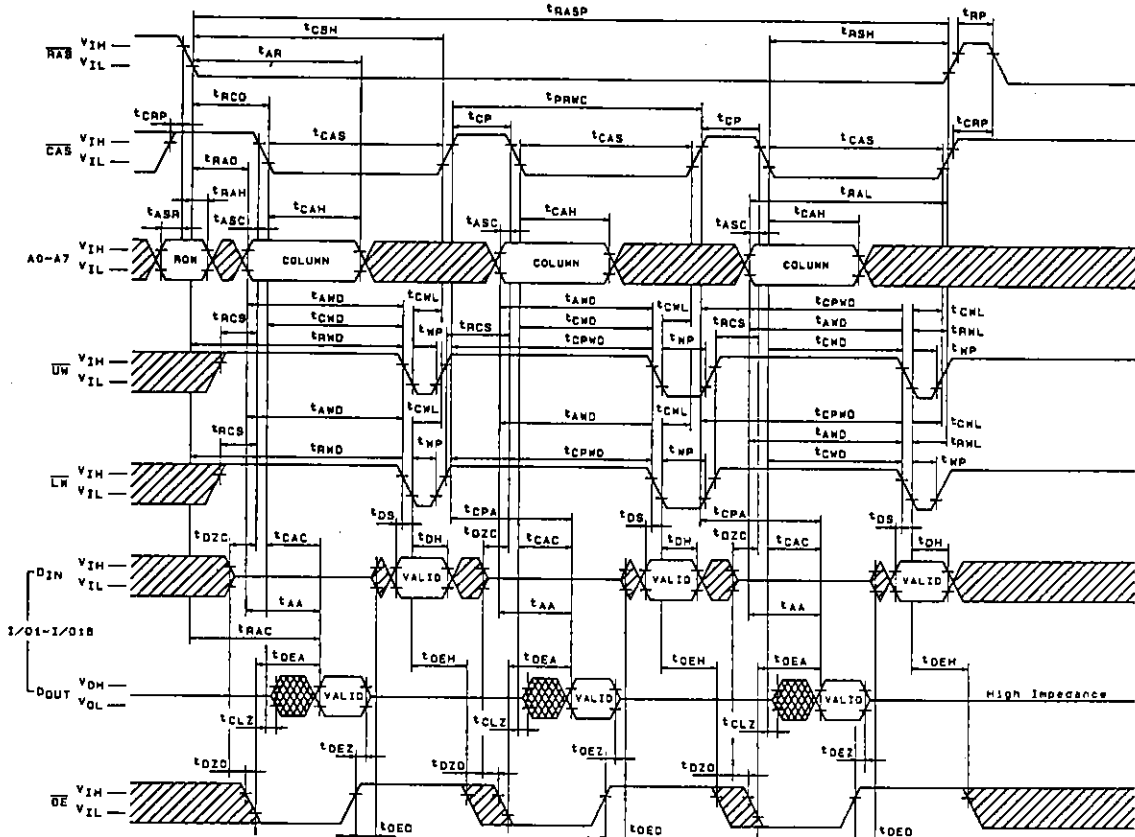 tRASP
tRP
tCSH
tRSH
tAR
RAS VIH
VIL
tRCD
tPRWC
tCRP
tCP
tCP
tCRP
tCAS
tCAS
tCAS
CAS VIH
VIL
tRAD
tRAL
tRAH
tASR
tASC
tCAH
tASC
tCAH
tASC
tCAH
A0-A7 VIH
VIL
ROW
COLUMN
COLUMN
COLUMN
tAWD
tCWL
tAWD
tCWL
tCPWD
tCWL
tRCS
tCWD
tWP
tRCS
tCWD
tWP
tRCS
tAWD
tRWL
tRWD
tCPWD
tCWD
tWP
UW VIH
VIL
tAWD
tCWL
tAWD
tCWL
tCPWD
tCWL
tRCS
tAWD
tRWL
tRWD
tWP
tCPWD
tWP
tCWD
tWP
LW VIH
VIL
tDS
tCPA
tDS
tCPA
tDS
tDZC
tCAC
tDH
tDZC
tCAC
tDH
tDZC
tCAC
tDH
DIN VIH
VIL
VALID
VALID
VALID
tAA
tAA
tAA
I/O1-I/O16
tRAC
tOEA
tOEH
tOEA
tOEH
tOEA
tOEH
DOUT VOH
VOL
VALID
VALID
VALID
High Impedance
tCLZ
tCLZ
tCLZ
tOEZ
tOEZ
tOEZ
tDZO
tDZO
tDZO
OE VIH
VIL
tOED
tOED
tOED